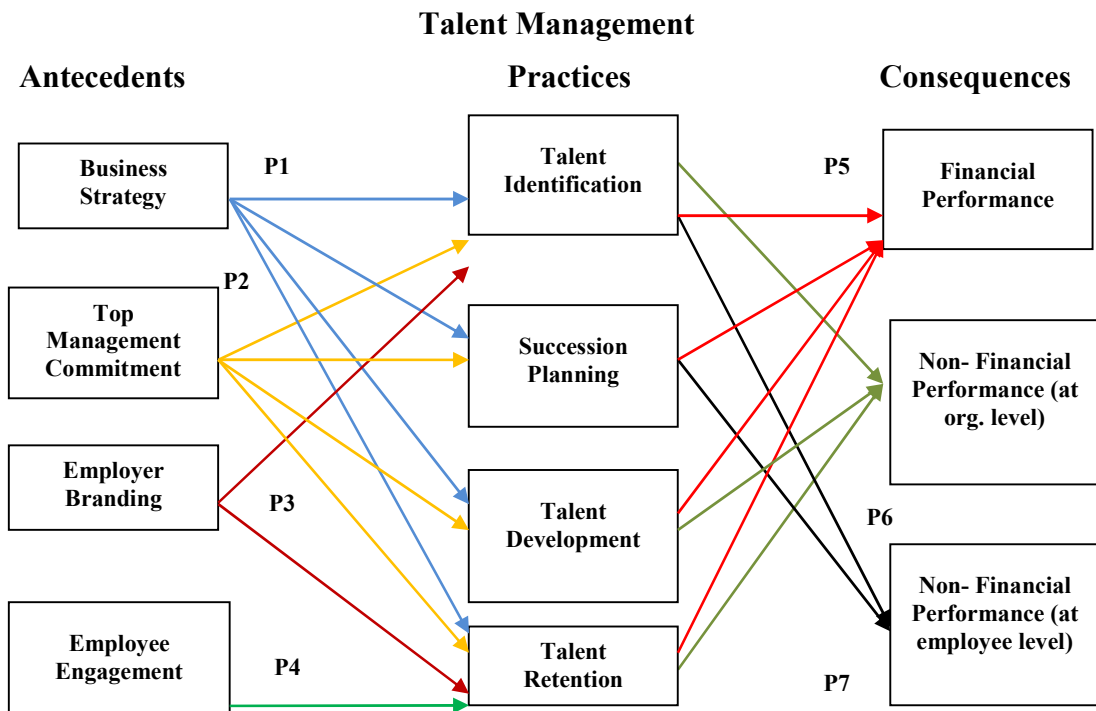 Talent Management
Antecedents
Practices
Consequences
Business
Strategy
P1
Talent
Identification
P5
Financial
Performance
P2
Top
Management
Commitment
Succession
Planning
Non- Financial
Performance (at
org. level)
Employer
Branding
P3
Talent
Development
P6
Non- Financial
Performance (at
employee level)
Employee
Engagement
P4
Talent
Retention
P7